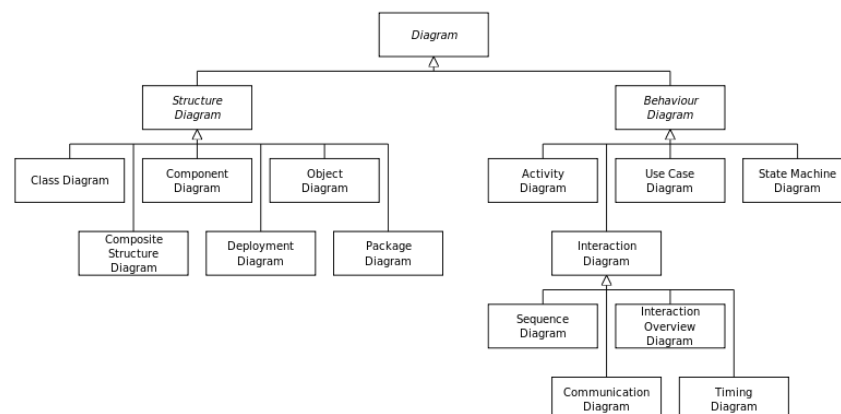 Diagram
Structure
Diagram
Behaviour
Diagram
Class Diagram
Component
Diagram
Object
Diagram
Activity
Diagram
Use Case
Diagram
State Machine
Diagram
Composite
Structure
Diagram
Deployment
Diagram
Package
Diagram
Interaction
Diagram
Sequence
Diagram
Interaction
Overview
Diagram
Communication
Diagram
Timing
Diagram